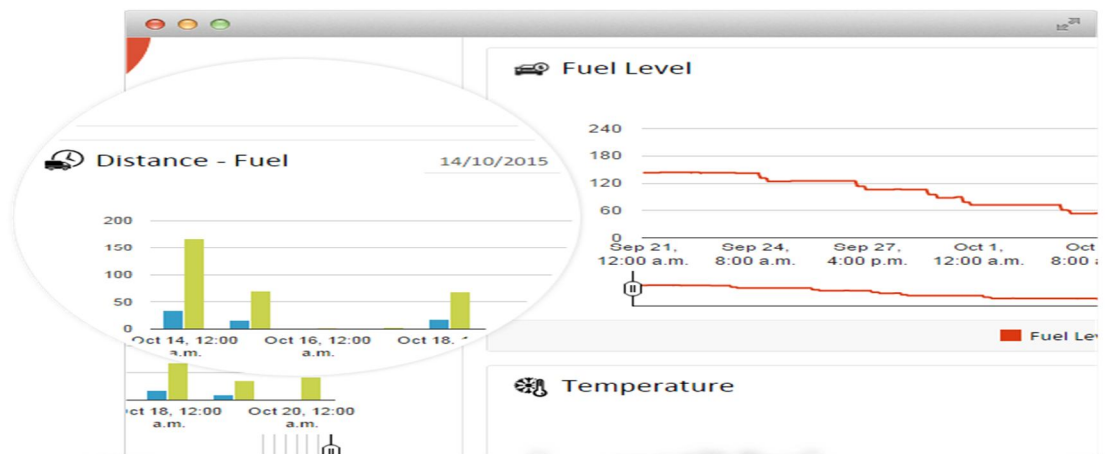 Fuel Level
240
180
120
60
0
Sep 21,
12:00 a.m.
Sep 24,
8:00 a.m.
Sep 27,
4:00 p.m.
Oct 1,
12:00 a.m.
Oct
8:00
Fuel Le
Temperature
Distance - Fuel
14/10/2015
200
150
100
50
0
Oct 14, 12:00
a.m.
Oct 16, 12:00
a.m.
Oct 18,
ct 18, 12:00
a.m.
Oct 20, 12:00
a.m.